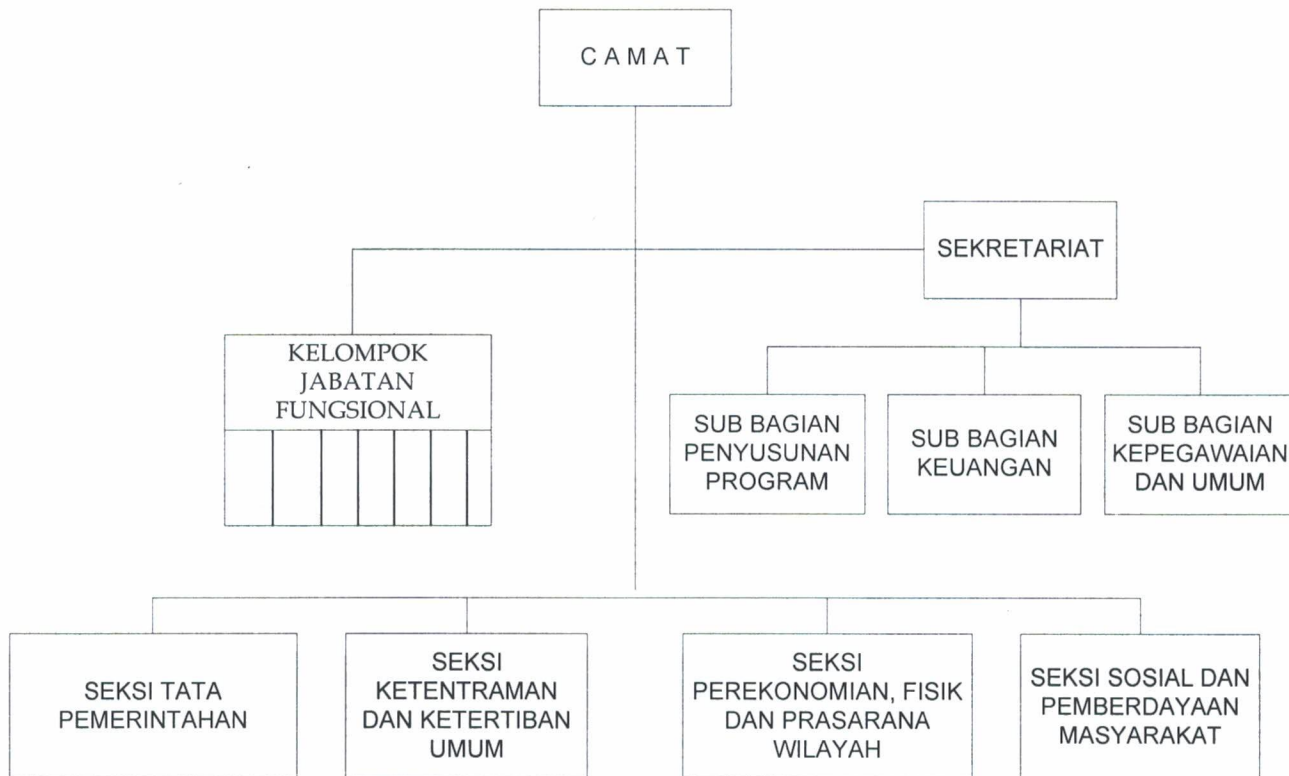 C A M A T
SEKRETARIAT
KELOMPOK
JABATAN
FUNGSIONAL
SUB BAGIAN
PENYUSUNAN
PROGRAM
SUB BAGIAN
KEUANGAN
SUB BAGIAN
KEPEGAWAIAN
DAN UMUM
SEKSI TATA
PEMERINTAHAN
SEKSI
KETENTRAMAN
DAN KETERTIBAN
UMUM
SEKSI
PEREKONOMIAN, FISIK
DAN PRASARANA
WILAYAH
SEKSI SOSIAL DAN
PEMBERDAYAAN
MASYARAKAT